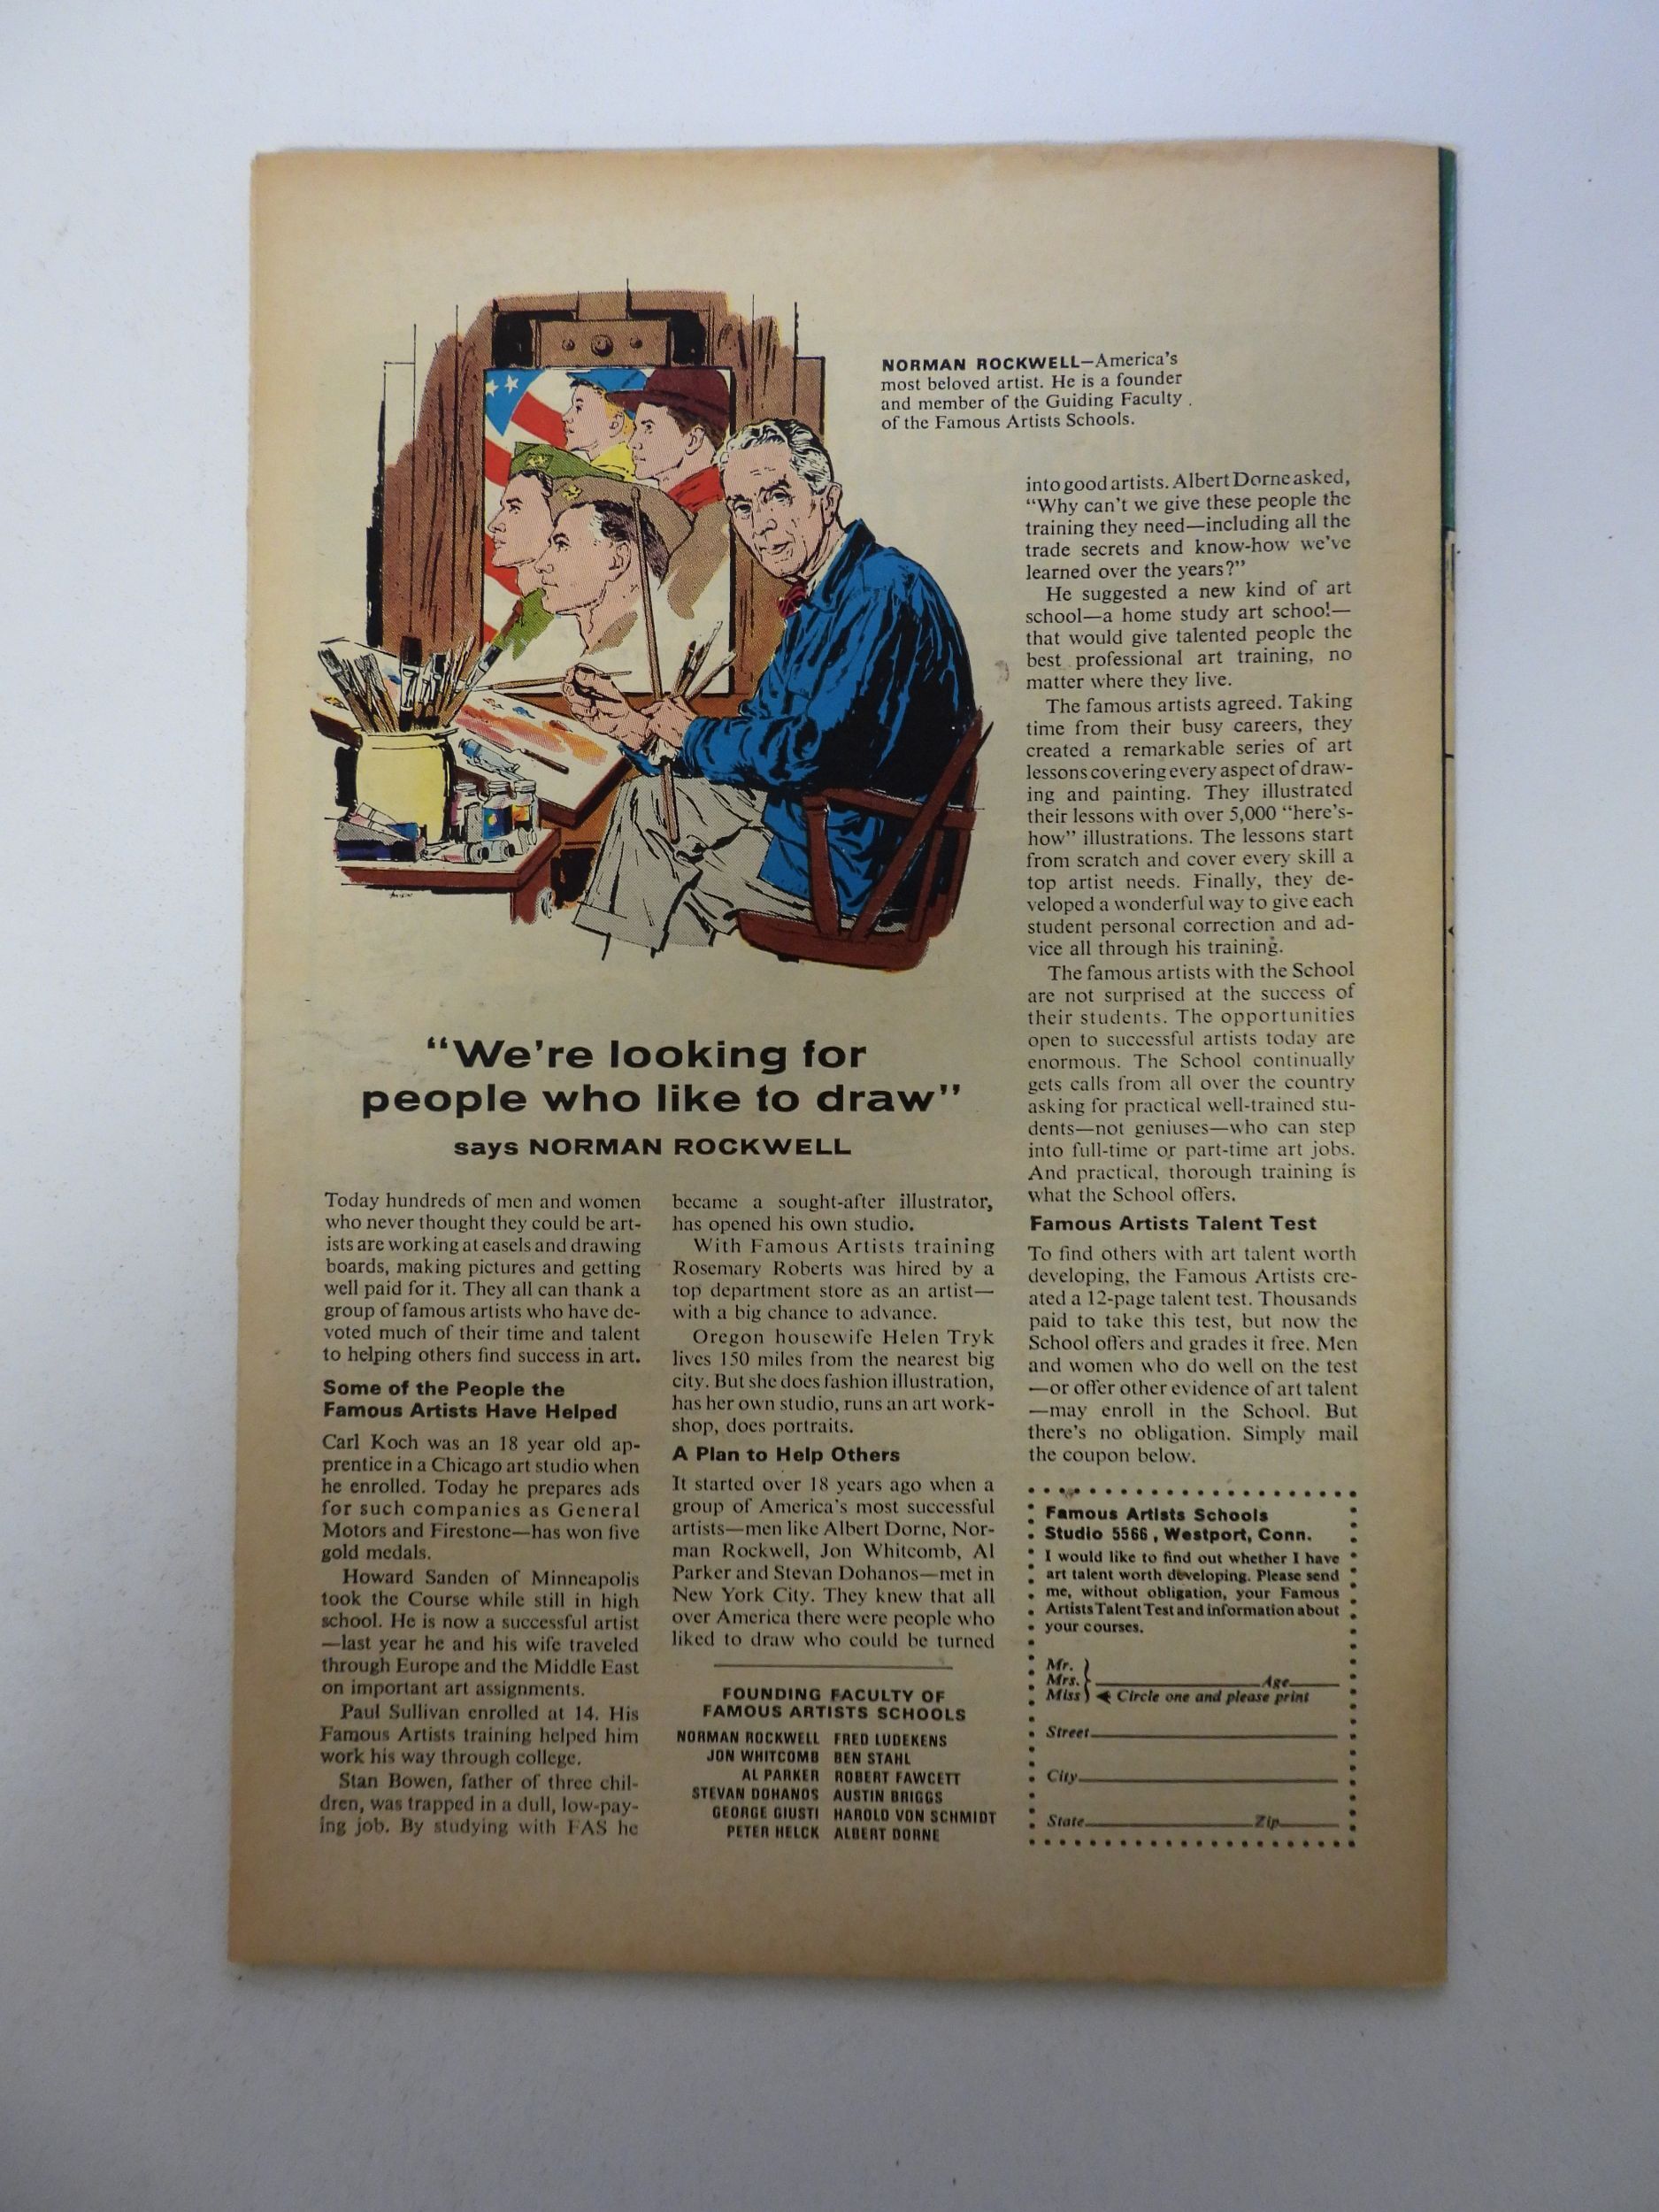 NORMAN ROCKWELL—America's
most beloved artist. He is a founder
and member of the Guiding Faculty
of the Famous Artists Schools.
"We're looking for
people who like to draw"
says NORMAN ROCKWELL
Today hundreds of men and women
who never thought they could be art-
ists are working at easels and drawing
boards, making pictures and getting
well paid for it. They all can thank a
group of famous artists who have de-
voted much of their time and talent
to helping others find success in art.
Some of the People the
Famous Artists Have Helped
Carl Koch was an 18 year old ap-
prentice in a Chicago art studio when
he enrolled. Today he prepares ads
for such companies as General
Motors and Firestone—has won five
gold medals.
Howard Sanden of Minneapolis
took the Course while still in high
school. He is now a successful artist
—last year he and his wife traveled
through Europe and the Middle East
on important art assignments.
Paul Sullivan enrolled at 14. His
Famous Artists training helped him
work his way through college.
Stan Bowen, father of three chil-
dren, was trapped in a dull, low-pay-
ing job. By studying with FAS he
became a sought-after illustrator,
has opened his own studio.
With Famous Artists training
Rosemary Roberts was hired by a
top department store as an artist—
with a big chance to advance.
Oregon housewife Helen Tryk
lives 150 miles from the nearest big
city. But she does fashion illustration,
has her own studio, runs an art work-
shop, does portraits.
A Plan to Help Others
It started over 18 years ago when a
group of America's most successful
artists—men like Albert Dorne, Nor-
man Rockwell, Jon Whitcomb, Al
Parker and Stevan Dohanos—met in
New York City. They knew that all
over America there were people who
liked to draw who could be turned
into good artists. Albert Dorne asked,
"Why can't we give these people the
training they need—including all the
trade secrets and know-how we've
learned over the years?"
He suggested a new kind of art
school—a home study art school—
that would give talented people the
best professional art training, no
matter where they live.
The famous artists agreed. Taking
time from their busy careers, they
created a remarkable series of art
lessons covering every aspect of draw-
ing and painting. They illustrated
their lessons with over 5,000 "here's-
how" illustrations. The lessons start
from scratch and cover every skill a
top artist needs. Finally, they de-
veloped a wonderful way to give each
student personal correction and ad-
vice all through his training.
The famous artists with the School
are not surprised at the success of
their students. The opportunities
open to successful artists today are
enormous. The School continually
gets calls from all over the country
asking for practical well-trained stu-
dents—not geniuses—who can step
into full-time or part-time art jobs.
And practical, thorough training is
what the School offers.
Famous Artists Talent Test
To find others with art talent worth
developing, the Famous Artists cre-
ated a 12-page talent test. Thousands
paid to take this test, but now the
School offers and grades it free. Men
and women who do well on the test
—or offer other evidence of art talent
—may enroll in the School. But
there's no obligation. Simply mail
the coupon below.
FOUNDING FACULTY OF
FAMOUS ARTISTS SCHOOLS
NORMAN ROCKWELL FRED LUDEKENS
JON WHITCOMB BEN STAHL
AL PARKER ROBERT FAWCETT
STEVAN DOHANOS AUSTIN BRIGGS
GEORGE GIUSTI HAROLD VON SCHMIDT
PETER HELCK ALBERT DORNE
Famous Artists Schools
Studio 5566, Westport, Conn.
I would like to find out whether I have
art talent worth developing. Please send
me, without obligation, your Famous
Artists Talent Test and information about
your courses.
Mr.
Mrs. Age
Miss Circle one and please print
Street
City
State Zip